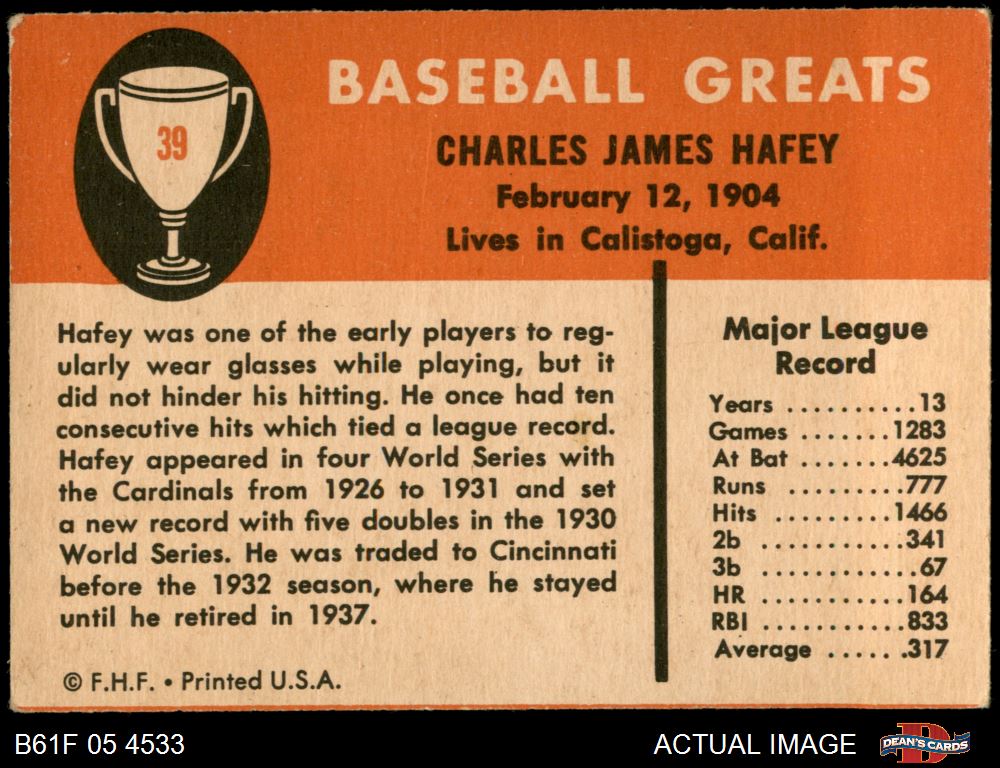 39
BASEBALL GREATS
CHARLES JAMES HAFEY
February 12, 1904
Lives in Calistoga, Calif.
Hafey was one of the early players to reg-
ularly wear glasses while playing, but it
did not hinder his hitting. He once had ten
consecutive hits which tied a league record.
Hafey appeared in four World Series with
the Cardinals from 1926 to 1931 and set
a new record with five doubles in the 1930
World Series. He was traded to Cincinnati
before the 1932 season, where he stayed
until he retired in 1937.
© F.H.F. • Printed U.S.A.
Major League
Record
Years ..........13
Games .......1283
At Bat .......4625
Runs .........777
Hits ..........1466
2b ...........341
3b ............67
HR ...........164
RBI ...........833
Average ......317
B61F 05 4533
ACTUAL IMAGE
DEAN'S CARDS